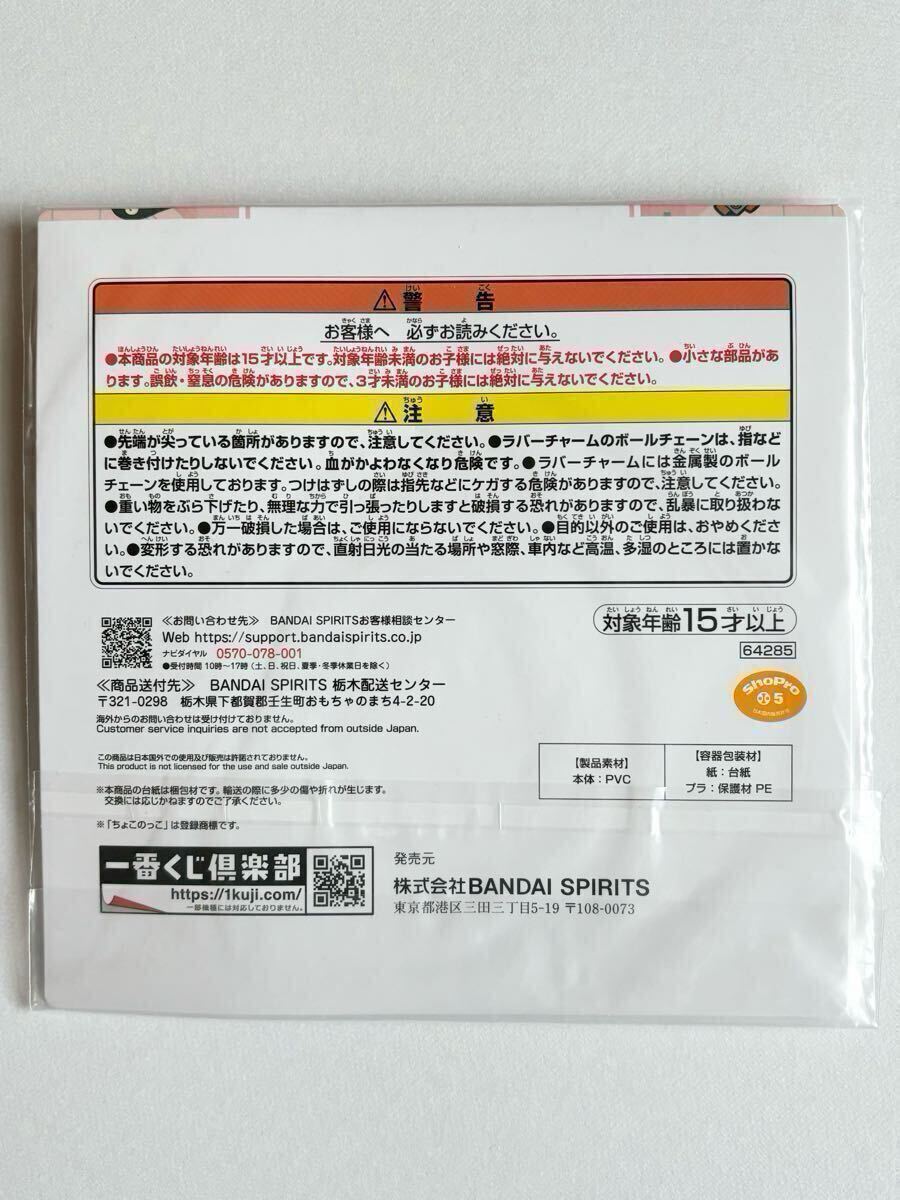 警告
お客様へ 必ずお読みください。
●本商品の対象年齢は15才以上です。対象年齢未満のお子様には絶対に与えないでください。●小さな部品があ
ります。誤飲・窒息の危険がありますので、3才未満のお子様には絶対に与えないでください。
注意
●先端が尖っている箇所がありますので、注意してください。●ラバーチャームのボールチェーンは、指など
に巻き付けたりしないでください。血がかよわなくなり危険です。●ラバーチャームには金属製のボール
チェーンを使用しております。つけはずしの際は指先などにケガする危険がありますので、注意してください。
●重い物をぶら下げたり、無理な力で引っ張ったりしますと破損する恐れがありますので、乱暴に取り扱わな
いでください。●万一破損した場合は、ご使用にならないでください。●目的以外のご使用は、おやめくださ
い。●変形する恐れがありますので、直射日光の当たる場所や窓際、車内など高温、多湿のところには置かな
いでください。
≪お問い合わせ先≫ BANDAI SPIRITSお客様相談センター
Web https://support.bandaispirits.co.jp
ナビダイヤル 0570-078-001
●受付時間 10時〜17時(土、日、祝日、夏季・冬季休業日を除く)
対象年齢15才以上
64285
≪商品送付先≫ BANDAI SPIRITS 栃木配送センター
〒321-0298 栃木県下都賀郡壬生町おもちゃのまち4-2-20
ShoPro
5
海外からのお問い合わせは受け付けておりません。
Customer service inquiries are not accepted from outside Japan.
この商品は日本国外での使用及び販売は許諾されておりません。
This product is not licensed for the use and sale outside Japan.
【製品素材】
本体:PVC
【容器包装材】
紙:台紙
プラ:保護材 PE
※本商品の台紙は梱包材です。輸送の際に多少の傷や折れが生じます。
交換には応じかねますのでご了承ください。
※「ちょこのっこ」は登録商標です。
一番くじ倶楽部
https://1kuji.com/
一部機種には対応しておりません。
発売元
株式会社BANDAI SPIRITS
東京都港区三田三丁目5-19 〒108-0073